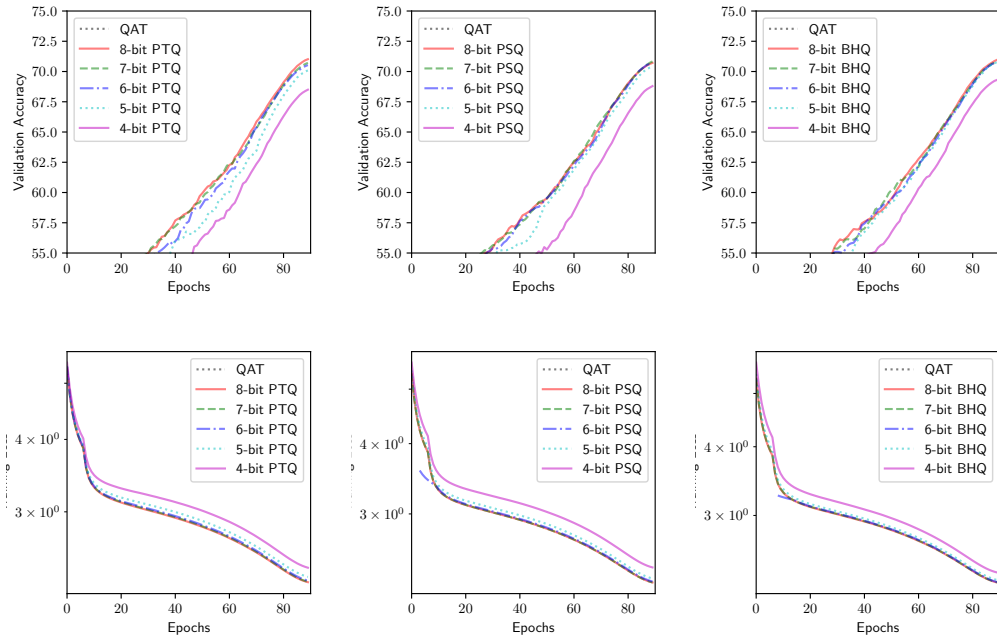 75.0
72.5
70.0
67.5
65.0
62.5
60.0
57.5
55.0
Validation Accuracy
QAT
8-bit PTQ
7-bit PTQ
6-bit PTQ
5-bit PTQ
4-bit PTQ
0 20 40 60 80
Epochs
75.0
72.5
70.0
67.5
65.0
62.5
60.0
57.5
55.0
Validation Accuracy
QAT
8-bit PSQ
7-bit PSQ
6-bit PSQ
5-bit PSQ
4-bit PSQ
0 20 40 60 80
Epochs
75.0
72.5
70.0
67.5
65.0
62.5
60.0
57.5
55.0
Validation Accuracy
QAT
8-bit BHQ
7-bit BHQ
6-bit BHQ
5-bit BHQ
4-bit BHQ
0 20 40 60 80
Epochs
4 × 10⁰
3 × 10⁰
QAT
8-bit PTQ
7-bit PTQ
6-bit PTQ
5-bit PTQ
4-bit PTQ
0 20 40 60 80
Epochs
4 × 10⁰
3 × 10⁰
QAT
8-bit PSQ
7-bit PSQ
6-bit PSQ
5-bit PSQ
4-bit PSQ
0 20 40 60 80
Epochs
4 × 10⁰
3 × 10⁰
QAT
8-bit BHQ
7-bit BHQ
6-bit BHQ
5-bit BHQ
4-bit BHQ
0 20 40 60 80
Epochs